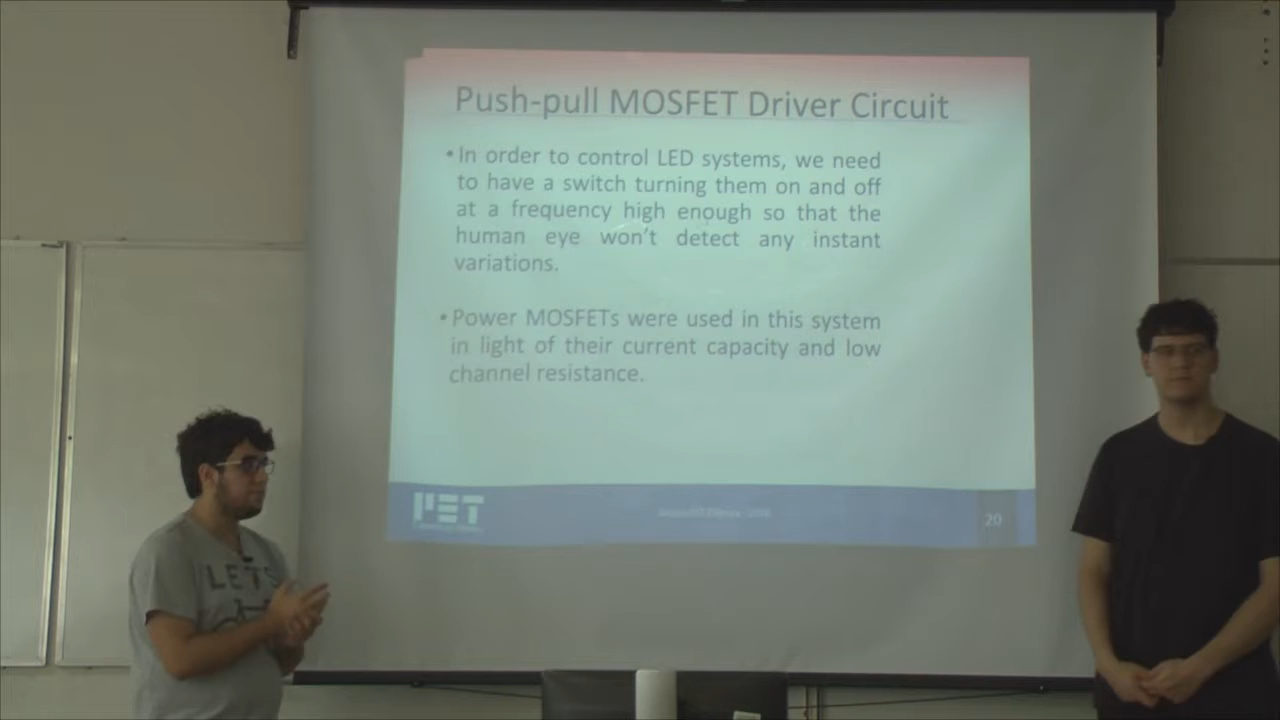 Push-pull MOSFET Driver Circuit
• In order to control LED systems, we need
to have a switch turning them on and off
at a frequency high enough so that the
human eye won't detect any instant
variations.
• Power MOSFETs were used in this system
in light of their current capacity and low
channel resistance.
PET
20
LETS